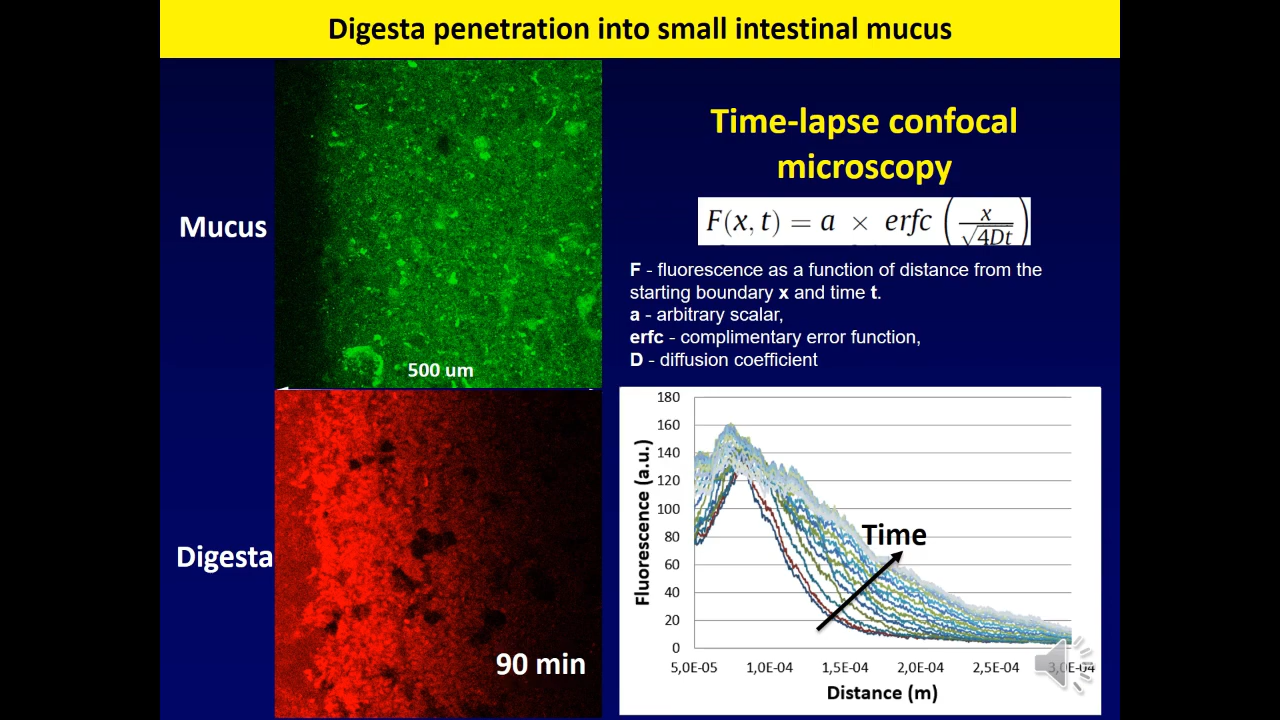 Digesta penetration into small intestinal mucus
Mucus
500 um
Digesta
90 min
Time-lapse confocal
microscopy
F(x, t) = a × erfc (x / √4Dt)
F - fluorescence as a function of distance from the
starting boundary x and time t.
a - arbitrary scalar,
erfc - complimentary error function,
D - diffusion coefficient
Fluorescence (a.u.)
180
160
140
120
100
80
60
40
20
0
Time
5,0E-05 1,0E-04 1,5E-04 2,0E-04 2,5E-04 3,0E-04
Distance (m)